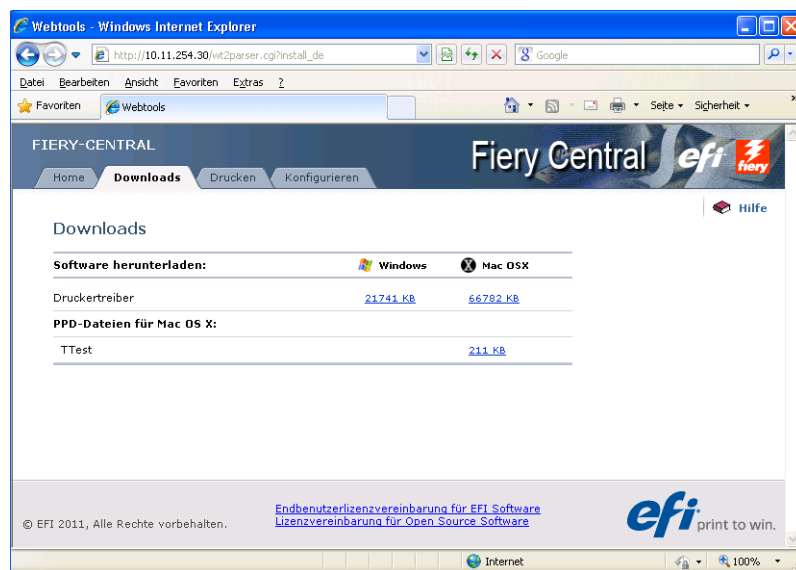 Webtools - Windows Internet Explorer
http://10.11.254.30/wt2parser.cgi?install_de
Google
Datei Bearbeiten Ansicht Favoriten Extras ?
Favoriten Webtools Seite Sicherheit
FIERY-CENTRAL
Fiery Central efi fiery
Home Downloads Drucken Konfigurieren
Hilfe
Downloads
Software herunterladen: Windows Mac OSX
Druckertreiber 21741 KB 66782 KB
PPD-Dateien für Mac OS X:
TTest 211 KB
Endbenutzerlizenzvereinbarung für EFI Software
© EFI 2011, Alle Rechte vorbehalten. Lizenzvereinbarung für Open Source Software
efi print to win.
Internet 100%